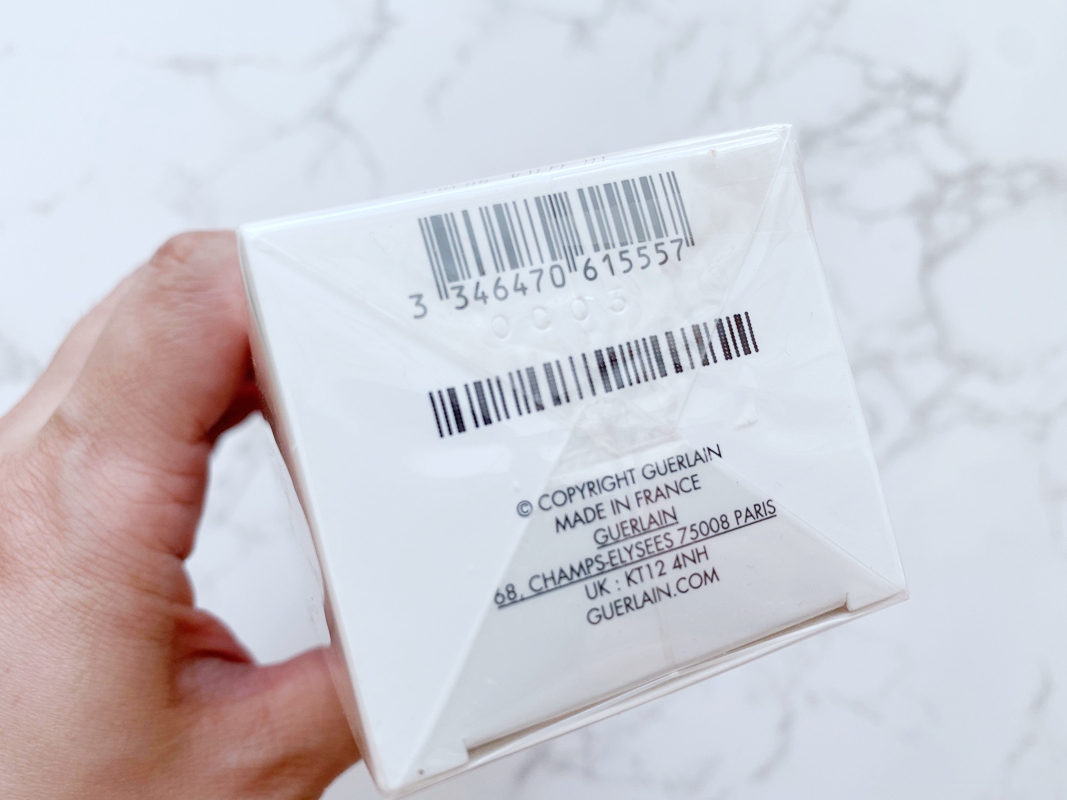 3 346470 615557
© COPYRIGHT GUERLAIN
MADE IN FRANCE
GUERLAIN
68, CHAMPS-ELYSEES 75008 PARIS
UK : KT12 4NH
GUERLAIN.COM